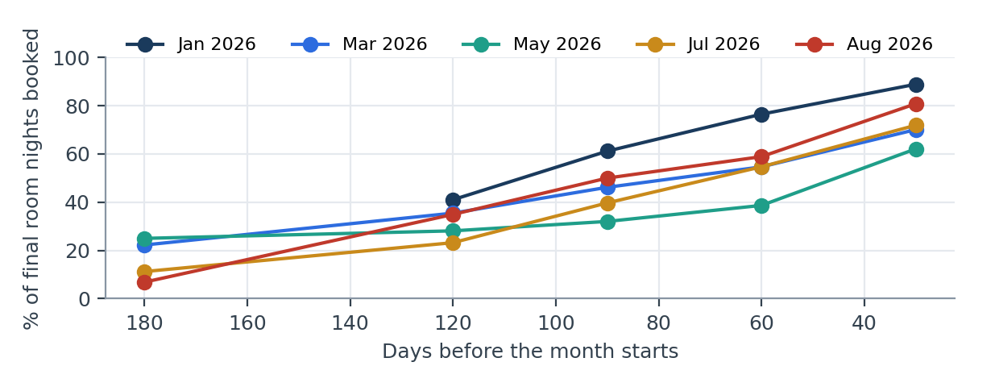 Jan 2026 Mar 2026 May 2026 Jul 2026 Aug 2026
% of final room nights booked
100
80
60
40
20
0
180 160 140 120 100 80 60 40
Days before the month starts